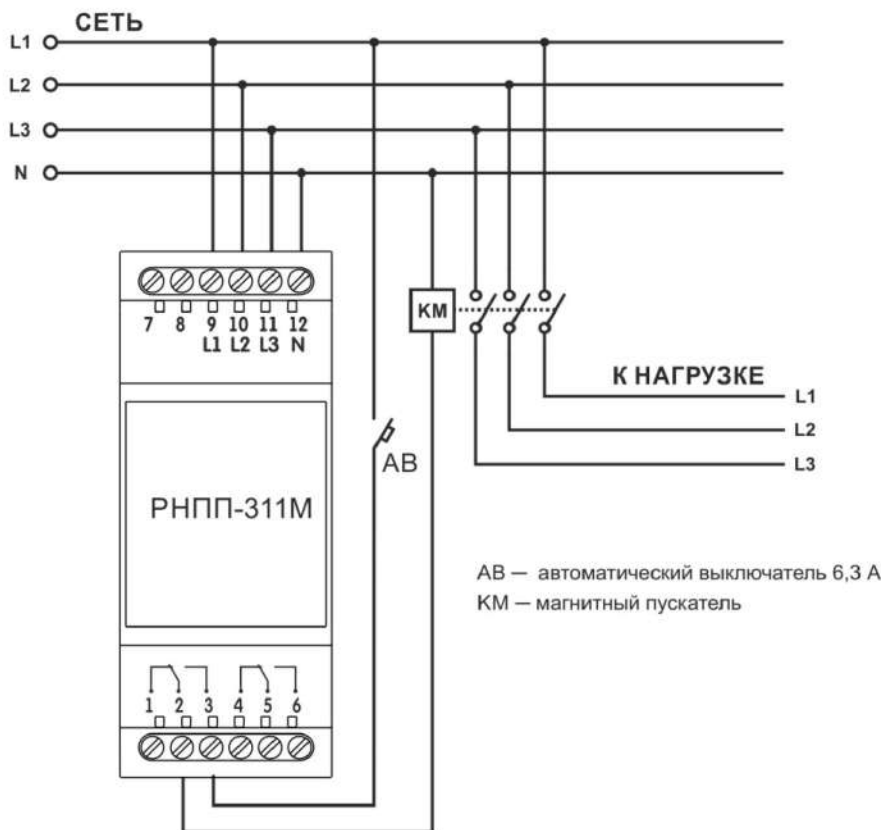 СЕТЬ
L1
L2
L3
N
7 8 9 10 11 12
L1 L2 L3 N
КМ
К НАГРУЗКЕ
L1
L2
L3
АВ
РНПП-311М
АВ — автоматический выключатель 6,3 А
КМ — магнитный пускатель
1 2 3 4 5 6